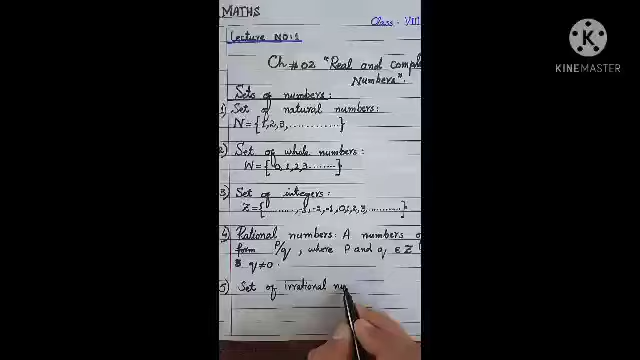 MATHS
Class - VIII
Lecture NO:1
Ch # 02 "Real and compl
Numbers".
Sets of numbers:
1) Set of natural numbers:
N = {1,2,3,...........}
2) Set of whole numbers:
W = {0,1,2,3.......}
3) Set of integers:
Z = {......,-3,-2,-1,0,1,2,3,..........}
4) Rational numbers: A numbers o
form P/q, where P and q ∈ Z
& q≠0.
5) Set of irrational nu
KINEMASTER